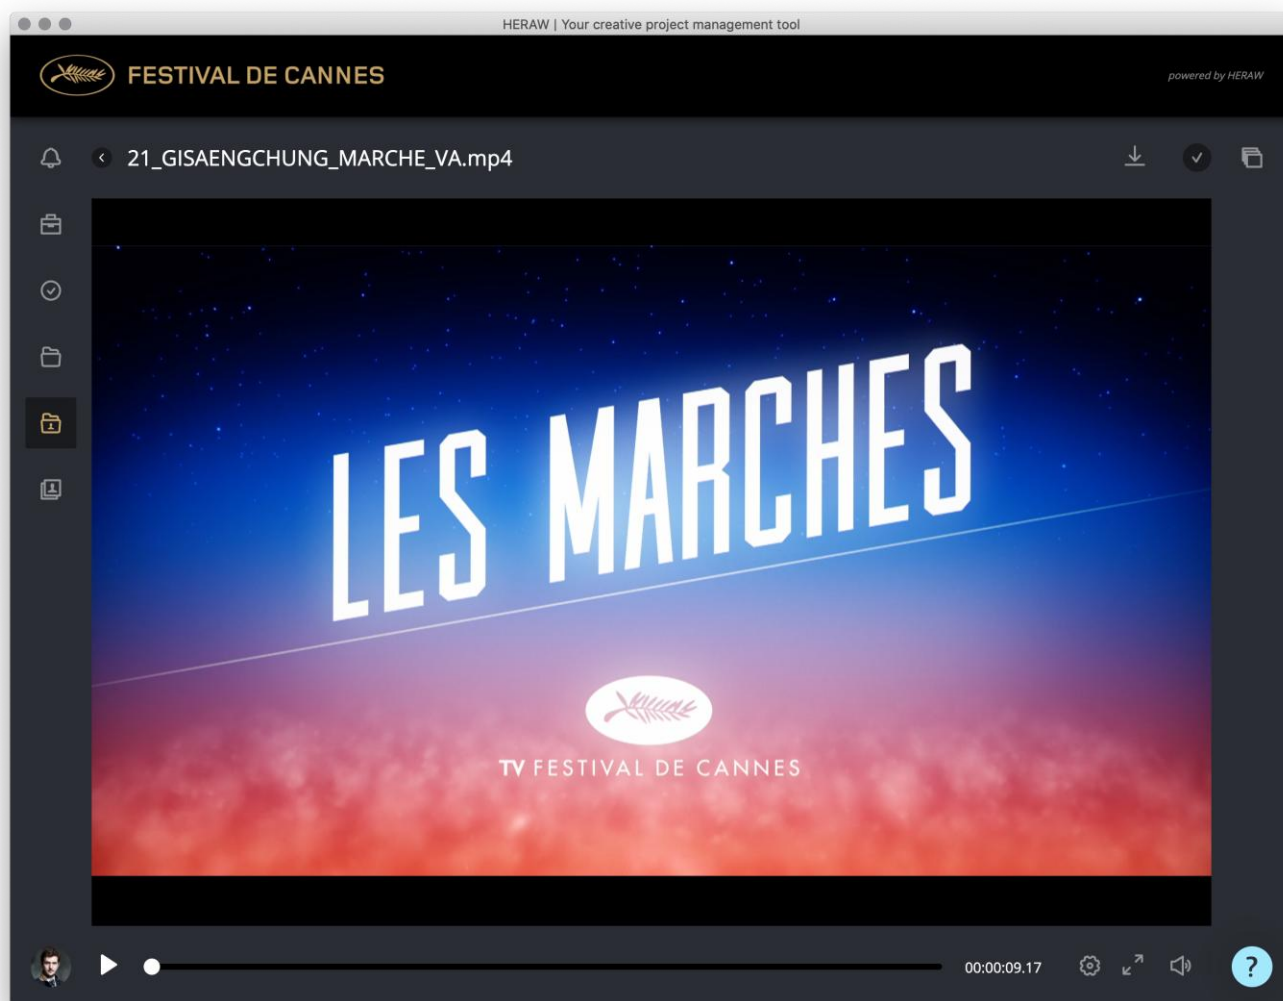 HERAW | Your creative project management tool
FESTIVAL DE CANNES
powered by HERAW
21_GISAENGCHUNG_MARCHE_VA.mp4
LES MARCHES
TV FESTIVAL DE CANNES
00:00:09.17
?